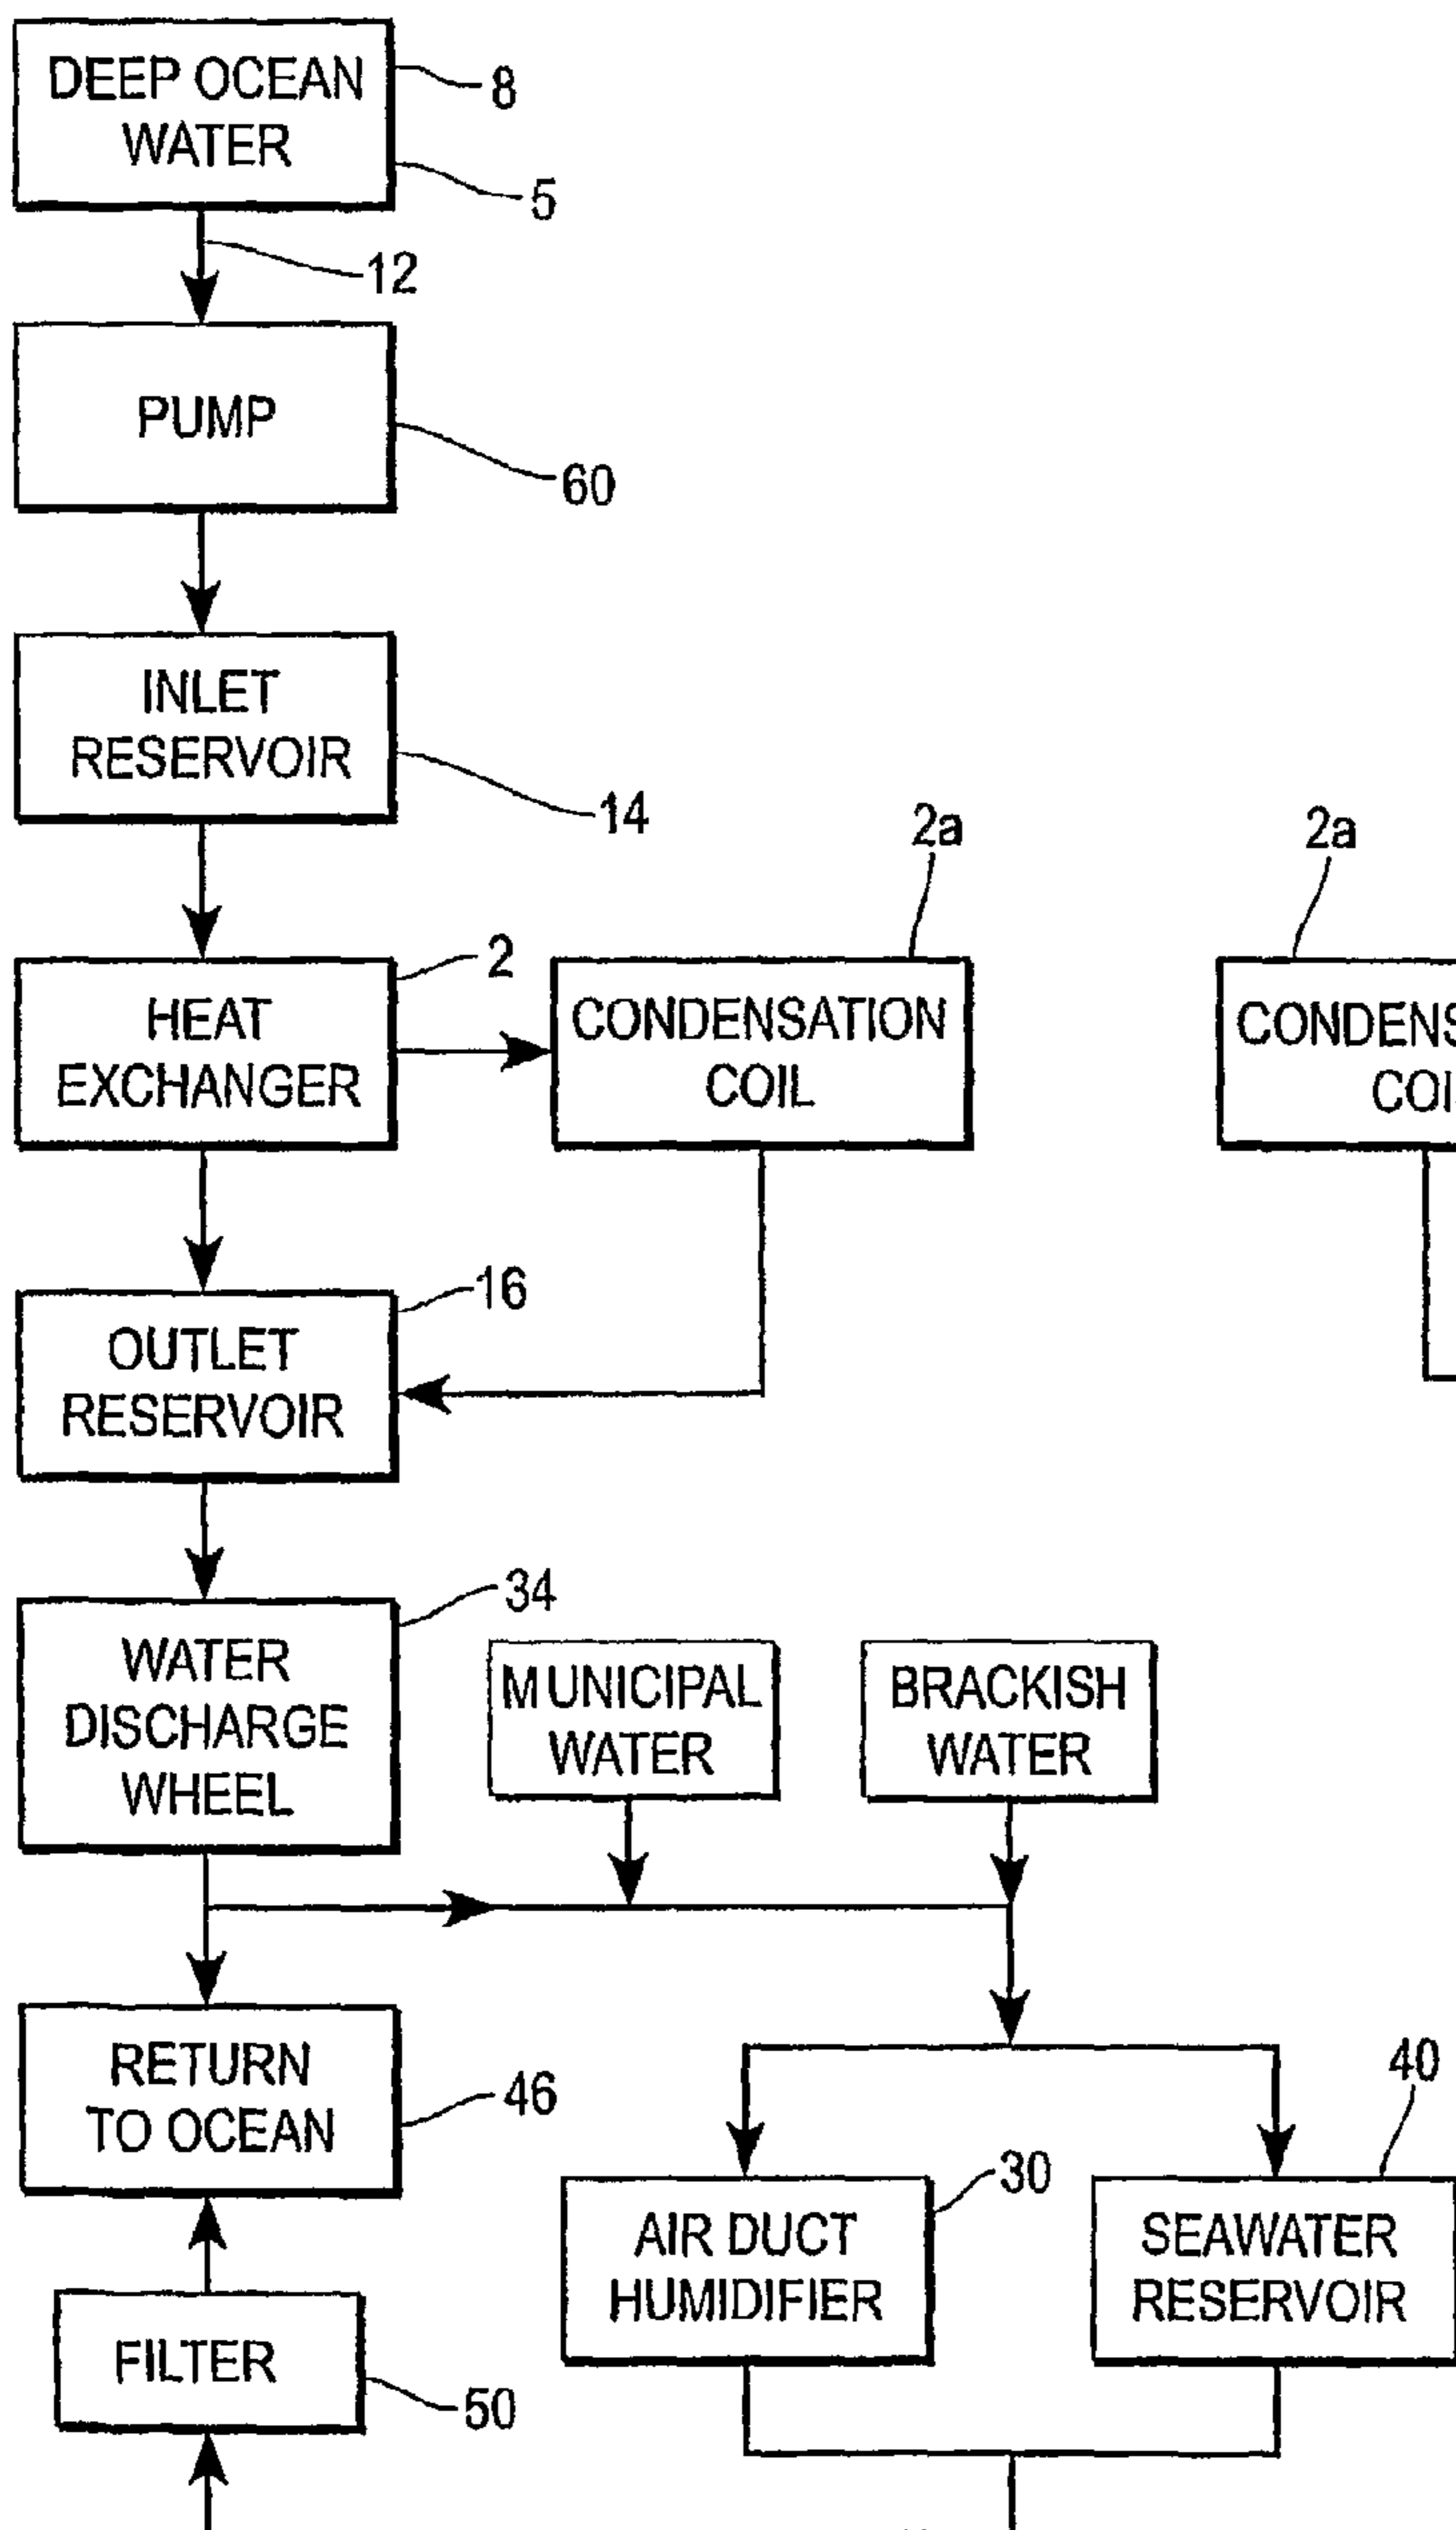 DEEP OCEAN
WATER
8
5
12
PUMP
60
INLET
RESERVOIR
14
2
HEAT
EXCHANGER
2a
CONDENSATION
COIL
2a
CONDENS
COI
16
OUTLET
RESERVOIR
34
WATER
DISCHARGE
WHEEL
MUNICIPAL
WATER
BRACKISH
WATER
RETURN
TO OCEAN
46
30
AIR DUCT
HUMIDIFIER
40
SEAWATER
RESERVOIR
FILTER
50